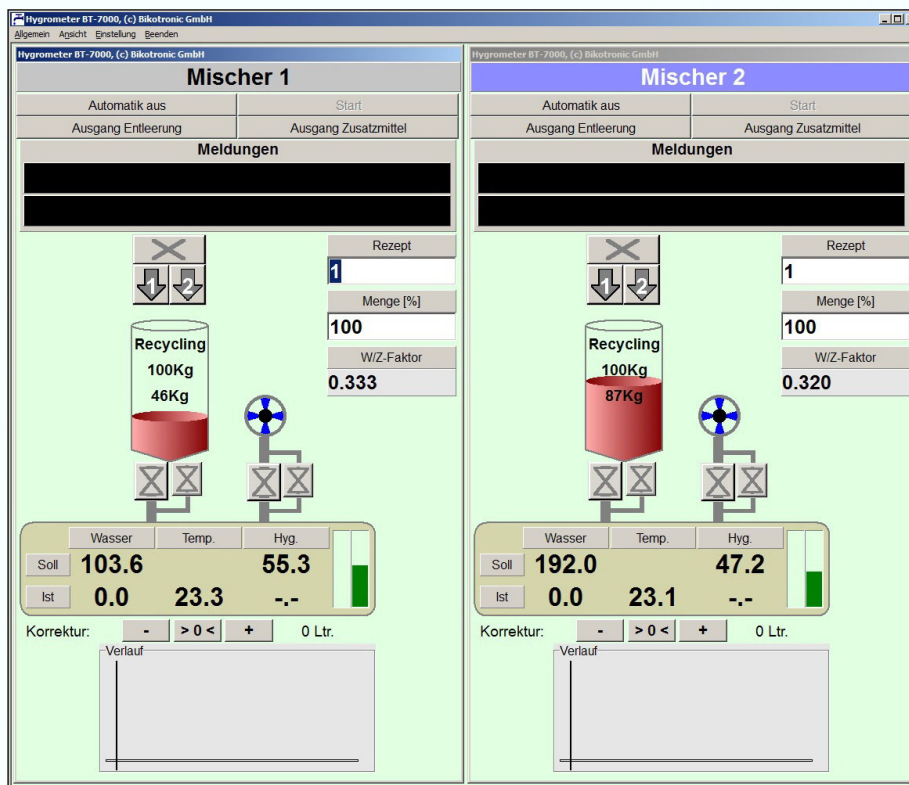 Hygrometer BT-7000, (c) Bikotronic GmbH
Allgemein Ansicht Einstellung Beenden
Hygrometer BT-7000, (c) Bikotronic GmbH
Mischer 1
Automatik aus Start
Ausgang Entleerung Ausgang Zusatzmittel
Meldungen
1 2
Rezept
1
Menge [%]
100
W/Z-Faktor
0.333
Recycling
100Kg
46Kg
Wasser Temp. Hyg.
Soll 103.6 55.3
Ist 0.0 23.3 -.-
Korrektur: - > 0 < + 0 Ltr.
Verlauf
Hygrometer BT-7000, (c) Bikotronic GmbH
Mischer 2
Automatik aus Start
Ausgang Entleerung Ausgang Zusatzmittel
Meldungen
1 2
Rezept
1
Menge [%]
100
W/Z-Faktor
0.320
Recycling
100Kg
87Kg
Wasser Temp. Hyg.
Soll 192.0 47.2
Ist 0.0 23.1 -.-
Korrektur: - > 0 < + 0 Ltr.
Verlauf